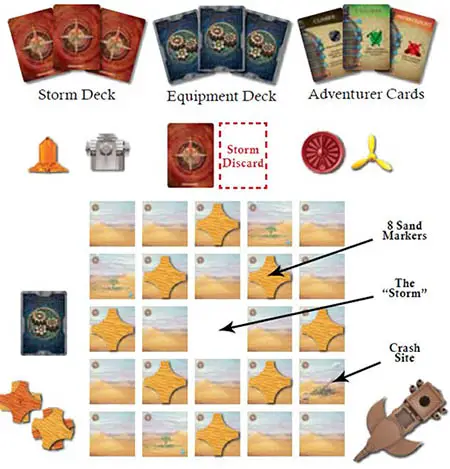 Storm Deck
Equipment Deck
Adventurer Cards
Storm
Discard
8 Sand
Markers
The
"Storm"
Crash
Site